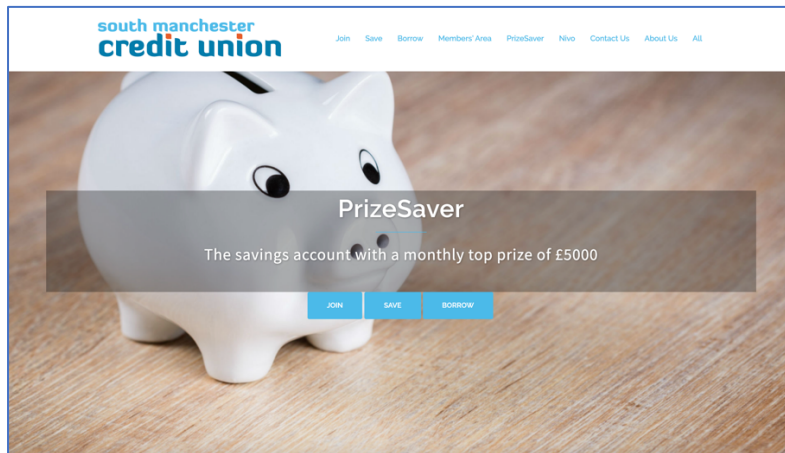 south manchester
credit union
Join Save Borrow Members' Area PrizeSaver Nivo Contact Us About Us All
PrizeSaver
The savings account with a monthly top prize of £5000
JOIN SAVE BORROW